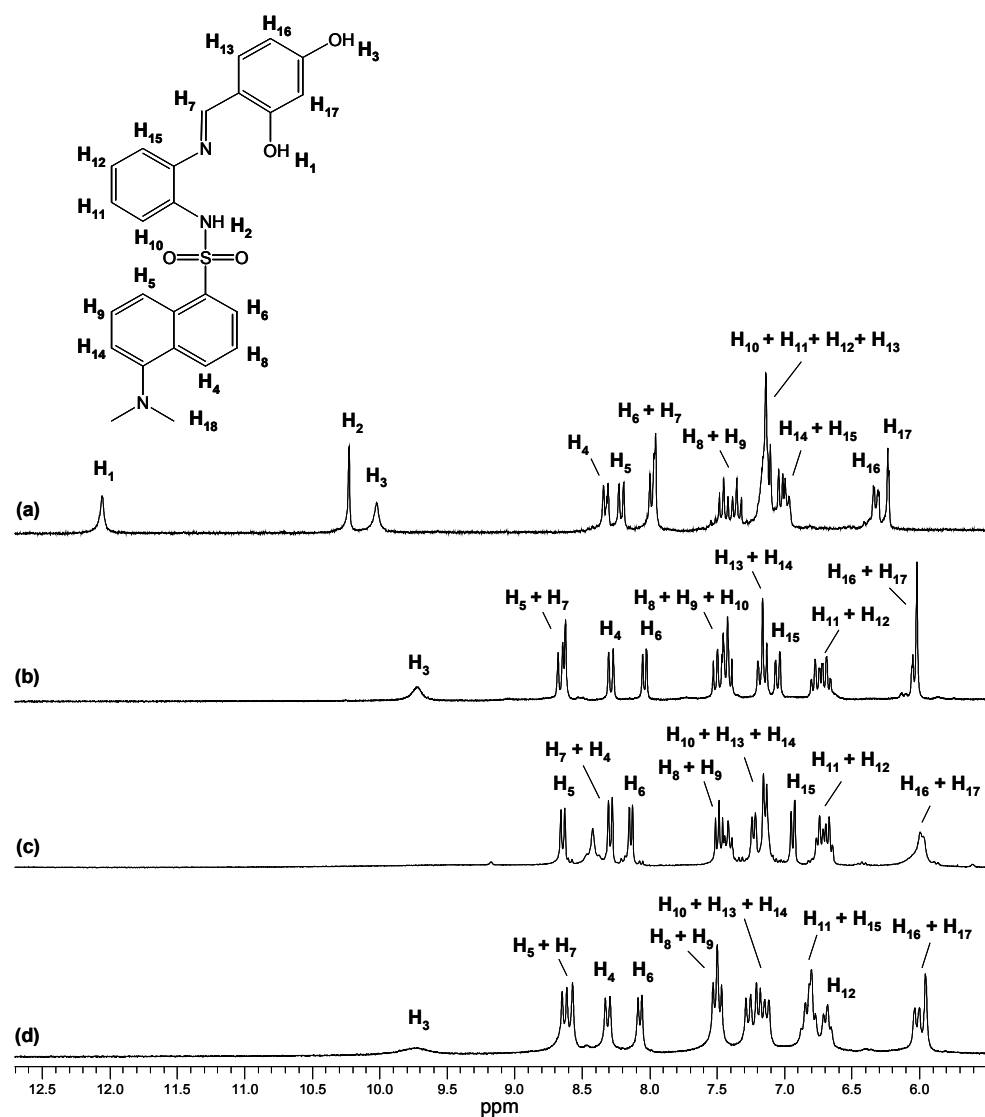 H16
H13
OH
H3
H7
H17
H15
N
OH
H1
H12
H11
NH
H2
H10
O
S
O
H5
H9
H6
H14
H8
H4
N
H18
H1
H2
H3
H4
H5
H6 + H7
H8 + H9
H10 + H11 + H12 + H13
H14 + H15
H16
H17
(a)
H3
H5 + H7
H4
H6
H8 + H9 + H10
H13 + H14
H15
H11 + H12
H16 + H17
(b)
H5
H7 + H4
H6
H8 + H9
H10 + H13 + H14
H15
H11 + H12
H16 + H17
(c)
H3
H5 + H7
H4
H6
H8 + H9
H10 + H13 + H14
H11 + H15
H12
H16 + H17
(d)
12.5 12.0 11.5 11.0 10.5 10.0 9.5 9.0 8.5 8.0 7.5 7.0 6.5 6.0
ppm